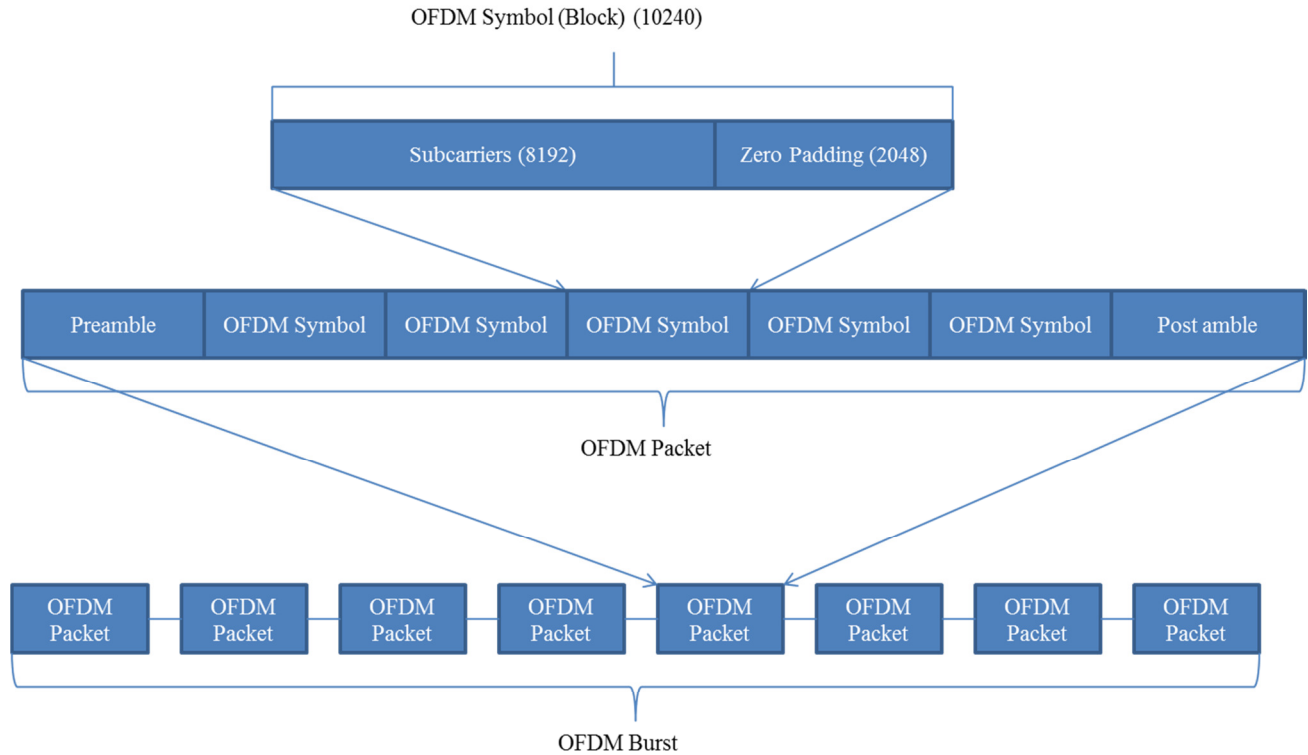 OFDM Symbol (Block) (10240)
Subcarriers (8192)
Zero Padding (2048)
Preamble
OFDM Symbol
OFDM Symbol
OFDM Symbol
OFDM Symbol
OFDM Symbol
Post amble
OFDM Packet
OFDM
Packet
OFDM
Packet
OFDM
Packet
OFDM
Packet
OFDM
Packet
OFDM
Packet
OFDM
Packet
OFDM
Packet
OFDM Burst